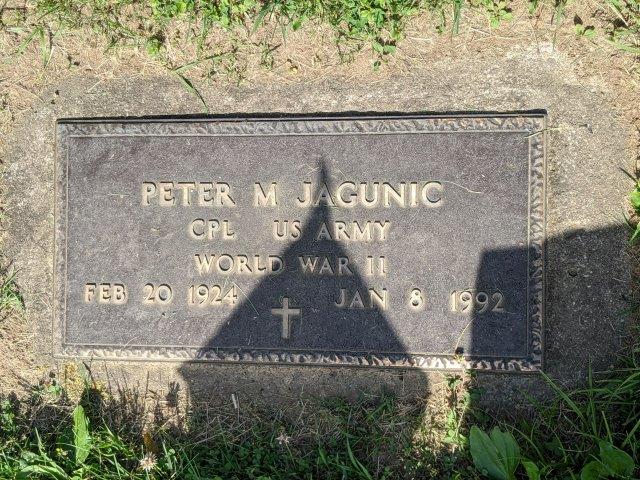 PETER M JAGUNIC
CPL US ARMY
WORLD WAR II
FEB 20 1924 JAN 8 1992